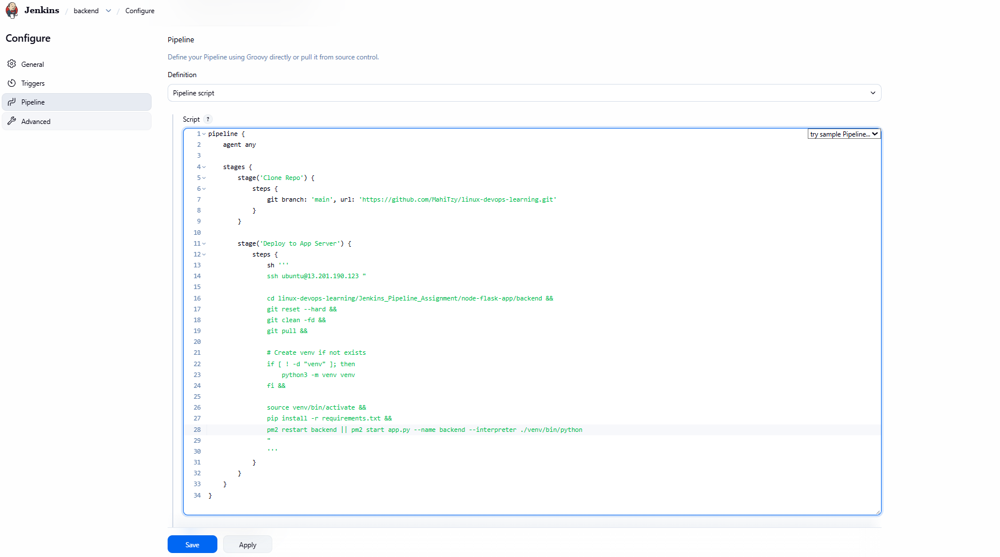 Jenkins / backend / Configure
Configure
General
Triggers
Pipeline
Advanced
Pipeline
Define your Pipeline using Groovy directly or pull it from source control.
Definition
Pipeline script
Script ?
try sample Pipeline...
1 pipeline {
2     agent any
3
4     stages {
5         stage('Clone Repo') {
6             steps {
7                 git branch: 'main', url: 'https://github.com/MahiTzy/linux-devops-learning.git'
8             }
9         }
10
11         stage('Deploy to App Server') {
12             steps {
13                 sh '''
14                 ssh ubuntu@13.201.190.123 "
15
16                 cd linux-devops-learning/Jenkins_Pipeline_Assignment/node-flask-app/backend &&
17                 git reset --hard &&
18                 git clean -fd &&
19                 git pull &&
20
21                 # Create venv if not exists
22                 if [ ! -d "venv" ]; then
23                     python3 -m venv venv
24                 fi &&
25
26                 source venv/bin/activate &&
27                 pip install -r requirements.txt &&
28                 pm2 restart backend || pm2 start app.py --name backend --interpreter ./venv/bin/python
29                 "
30                 '''
31             }
32         }
33     }
34 }
Save
Apply